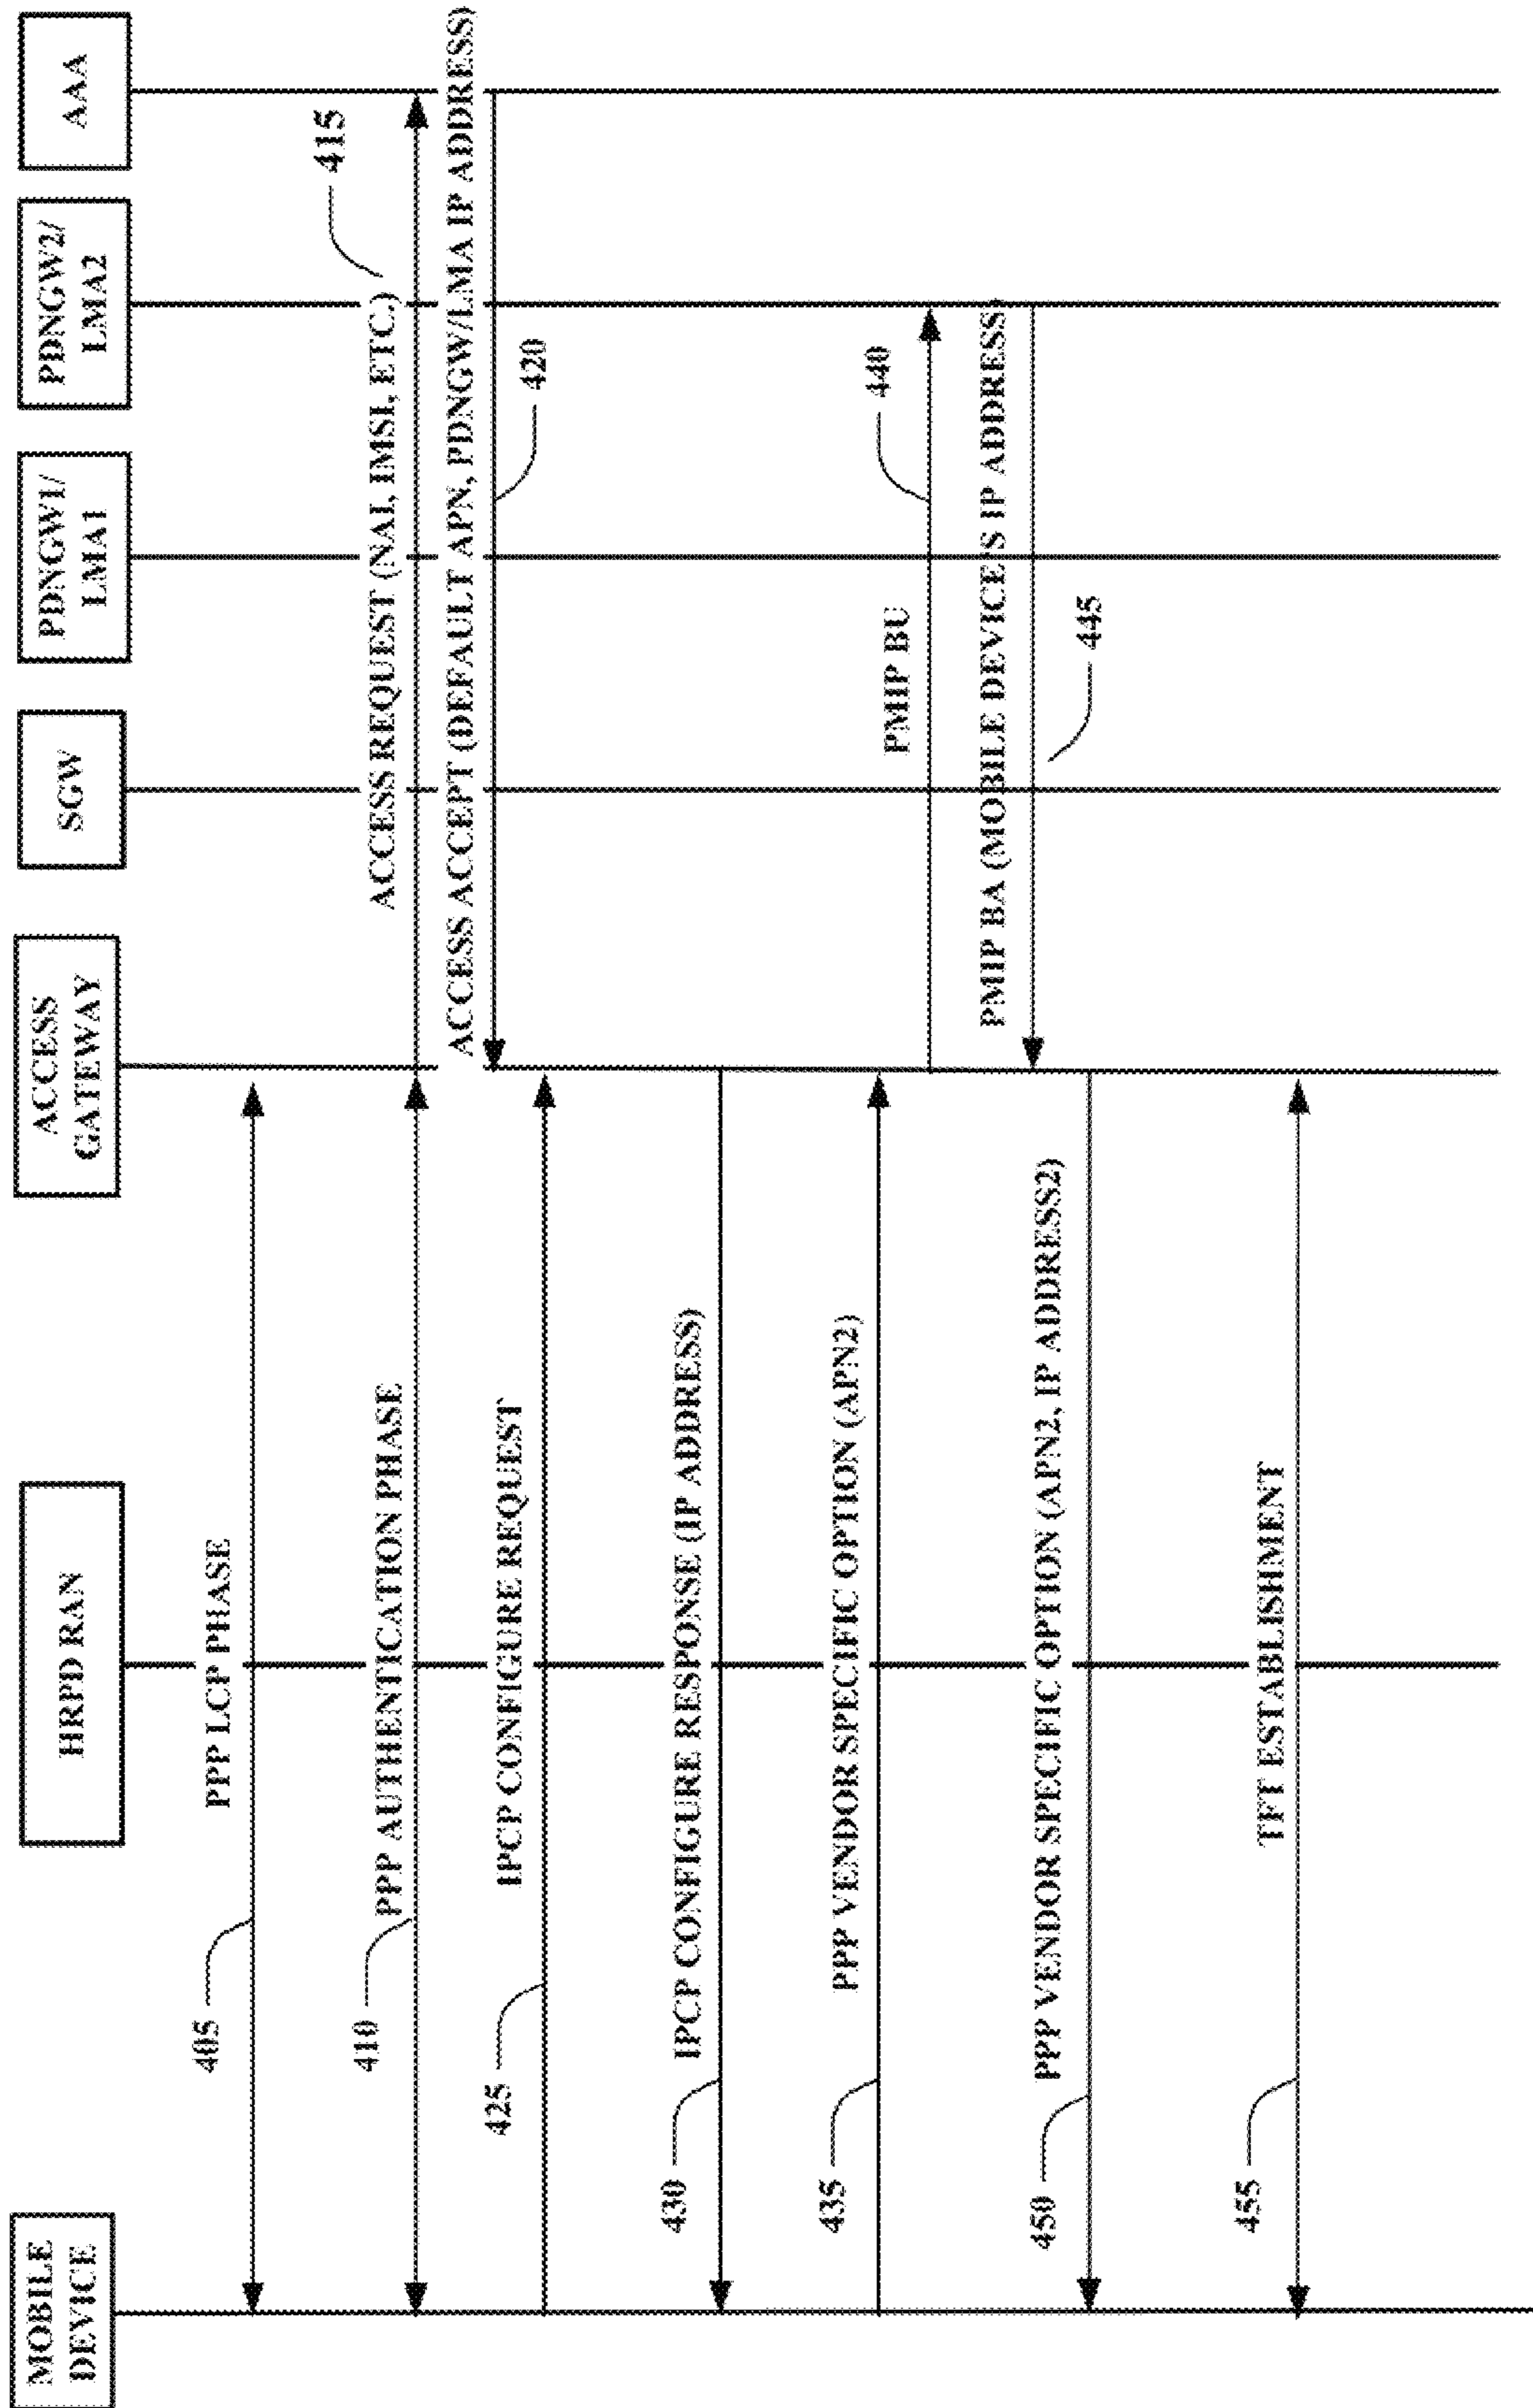 MOBILE
DEVICE
HRPD RAN
ACCESS
GATEWAY
SGW
PDNGW1/
LMA1
PDNGW2/
LMA2
AAA
405
PPP LCP PHASE
410
PPP AUTHENTICATION PHASE
ACCESS REQUEST (NAI, IMSI, ETC.)
415
ACCESS ACCEPT (DEFAULT APN, PDNGW/LMA IP ADDRESS)
420
425
IPCP CONFIGURE REQUEST
430
IPCP CONFIGURE RESPONSE (IP ADDRESS)
435
PPP VENDOR SPECIFIC OPTION (APN2)
PMIP BU
440
PMIP BA (MOBILE DEVICE'S IP ADDRESS)
445
450
PPP VENDOR SPECIFIC OPTION (APN2, IP ADDRESS2)
455
TFT ESTABLISHMENT